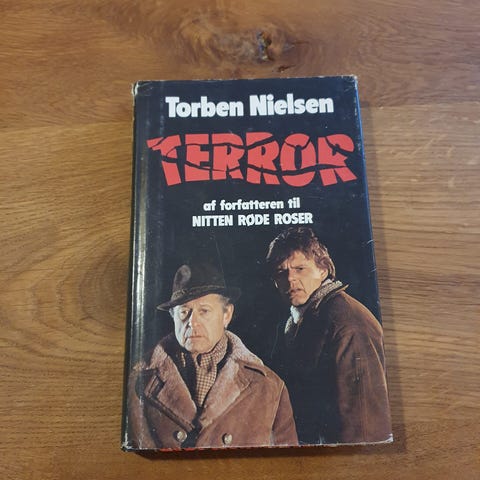 Torben Nielsen
TERROR
af forfatteren til
NITTEN RØDE ROSER